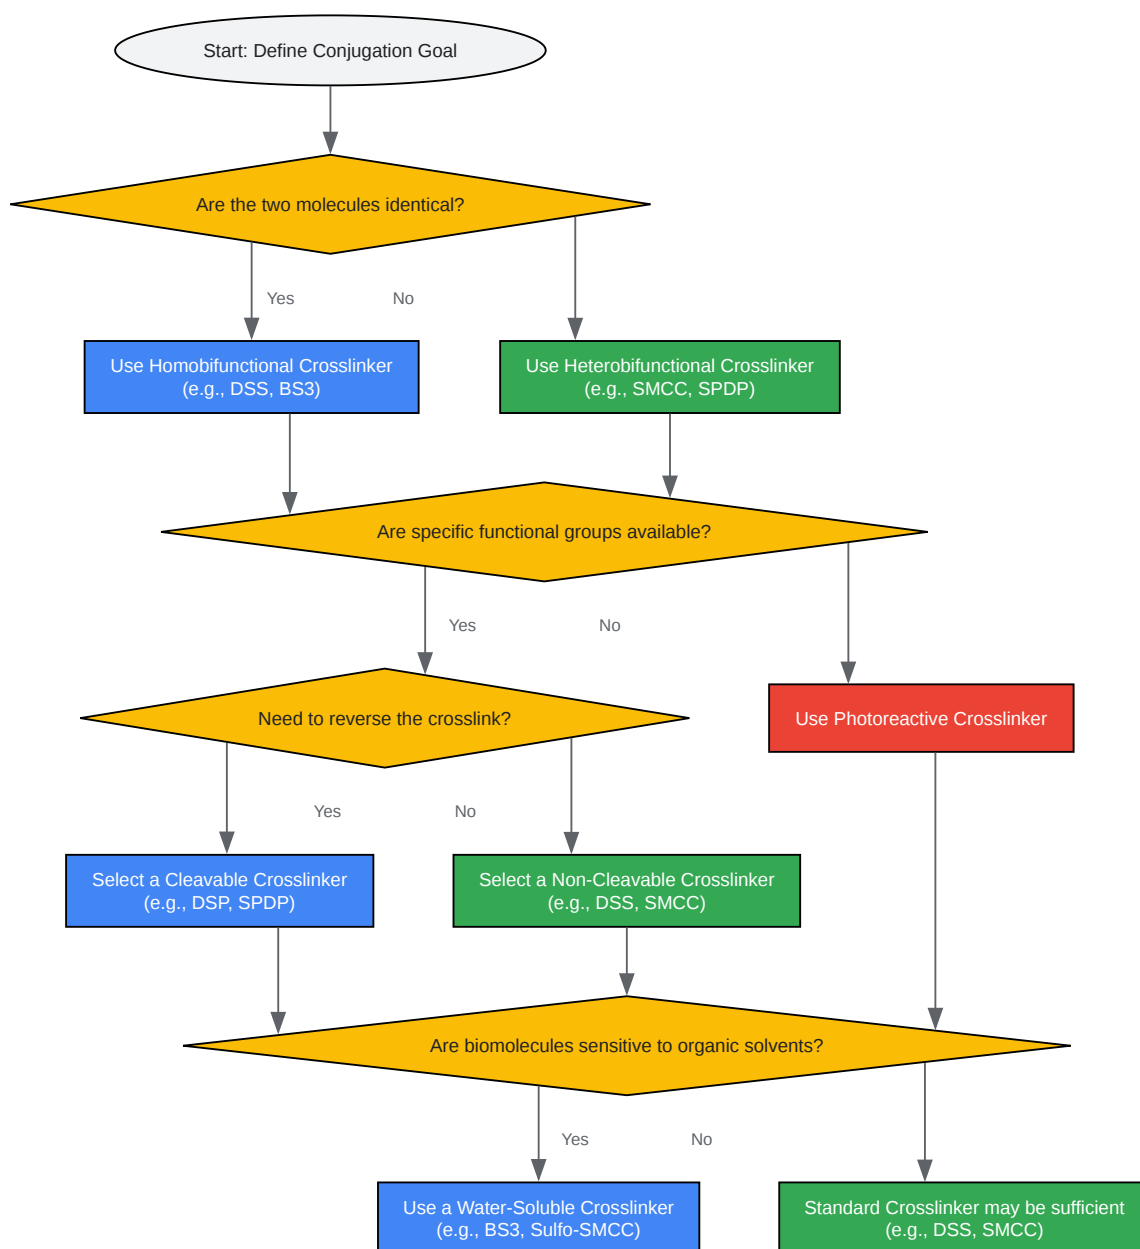 Start: Define Conjugation Goal
Are the two molecules identical?
Yes
No
Use Homobifunctional Crosslinker
(e.g., DSS, BS3)
Use Heterobifunctional Crosslinker
(e.g., SMCC, SPDP)
Are specific functional groups available?
Yes
No
Need to reverse the crosslink?
Use Photoreactive Crosslinker
Yes
No
Select a Cleavable Crosslinker
(e.g., DSP, SPDP)
Select a Non-Cleavable Crosslinker
(e.g., DSS, SMCC)
Are biomolecules sensitive to organic solvents?
Yes
No
Use a Water-Soluble Crosslinker
(e.g., BS3, Sulfo-SMCC)
Standard Crosslinker may be sufficient
(e.g., DSS, SMCC)